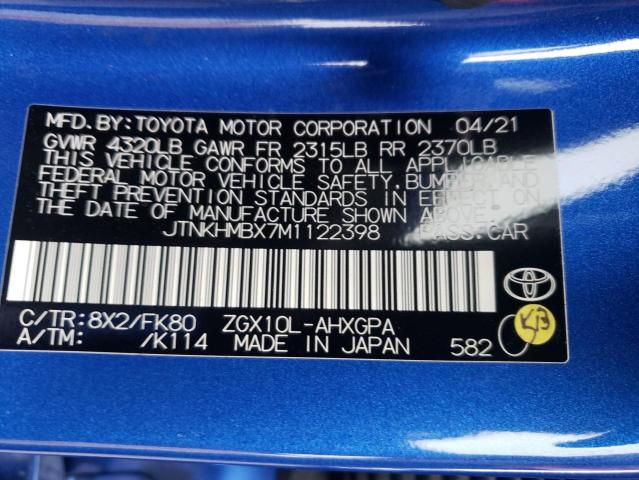 MFD.BY:TOYOTA MOTOR CORPORATION 04/21
GVWR 4320LB GAWR FR 2315LB RR 2370LB
THIS VEHICLE CONFORMS TO ALL APPLICABLE
FEDERAL MOTOR VEHICLE SAFETY, BUMPER, AND
THEFT PREVENTION STANDARDS IN EFFECT ON
THE DATE OF MANUFACTURE SHOWN ABOVE.
JTNKHMBX7M1122398 PASS.CAR
C/TR:8X2/FK80 ZGX10L-AHXGPA
A/TM: /K114 MADE IN JAPAN 582